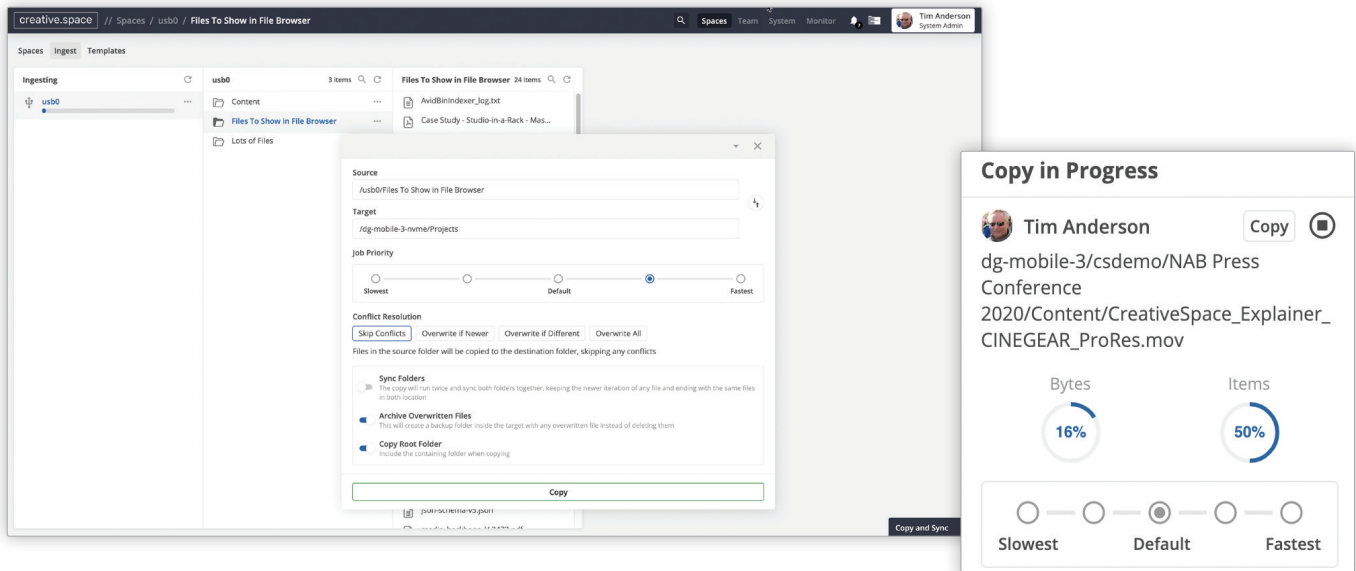 creative.space // Spaces / usb0 / Files To Show in File Browser
Spaces Team System Monitor
Tim Anderson
System Admin
Spaces Ingest Templates
Ingesting
usb0
usb0 3 items
Content
Files To Show in File Browser
Lots of Files
Files To Show in File Browser 24 items
AvidBinIndexer_log.txt
Case Study - Studio-in-a-Rack - Mas...
Source
/usb0/Files To Show in File Browser
Target
/dg-mobile-3-nvme/Projects
Job Priority
Slowest Default Fastest
Conflict Resolution
Skip Conflicts Overwrite if Newer Overwrite if Different Overwrite All
Files in the source folder will be copied to the destination folder, skipping any conflicts
Sync Folders
The copy will run twice and sync both folders together, keeping the newer iteration of any file and ending with the same files
in both location
Archive Overwritten Files
This will create a backup folder inside the target with any overwritten file instead of deleting them
Copy Root Folder
Include the containing folder when copying
Copy
json-schema-v5.json
Copy and Sync
Copy in Progress
Tim Anderson Copy
dg-mobile-3/csdemo/NAB Press
Conference
2020/Content/CreativeSpace_Explainer_
CINEGEAR_ProRes.mov
Bytes Items
16% 50%
Slowest Default Fastest